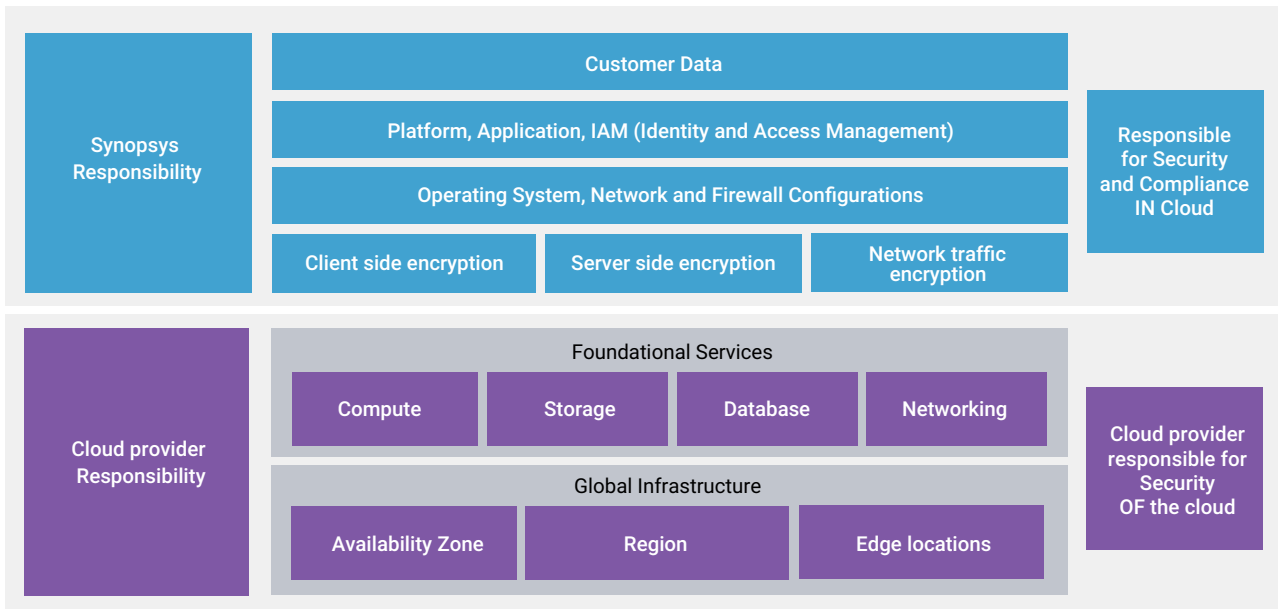 Synopsys
Responsibility
Customer Data
Platform, Application, IAM (Identity and Access Management)
Operating System, Network and Firewall Configurations
Client side encryption
Server side encryption
Network traffic
encryption
Responsible
for Security
and Compliance
IN Cloud
Cloud provider
Responsibility
Foundational Services
Compute
Storage
Database
Networking
Global Infrastructure
Availability Zone
Region
Edge locations
Cloud provider
responsible for
Security
OF the cloud